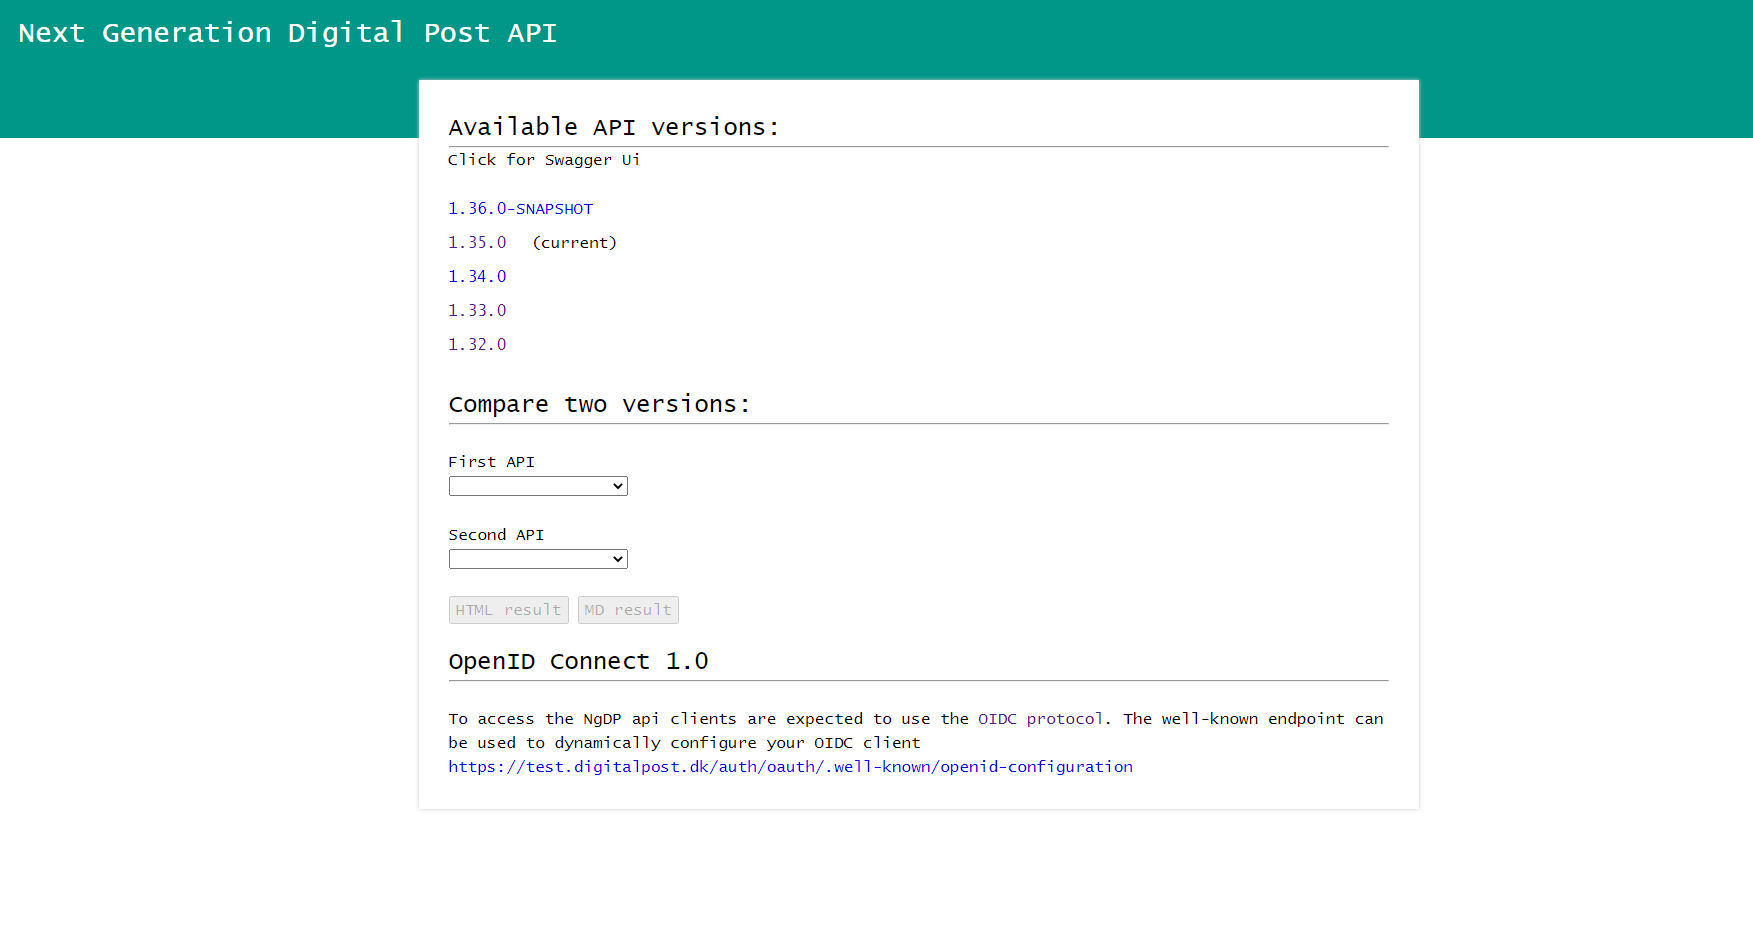 Next Generation Digital Post API
Available API versions:
Click for Swagger Ui
1.36.0-SNAPSHOT
1.35.0 (current)
1.34.0
1.33.0
1.32.0
Compare two versions:
First API
Second API
HTML result MD result
OpenID Connect 1.0
To access the NgDP api clients are expected to use the OIDC protocol. The well-known endpoint can
be used to dynamically configure your OIDC client
https://test.digitalpost.dk/auth/oauth/.well-known/openid-configuration